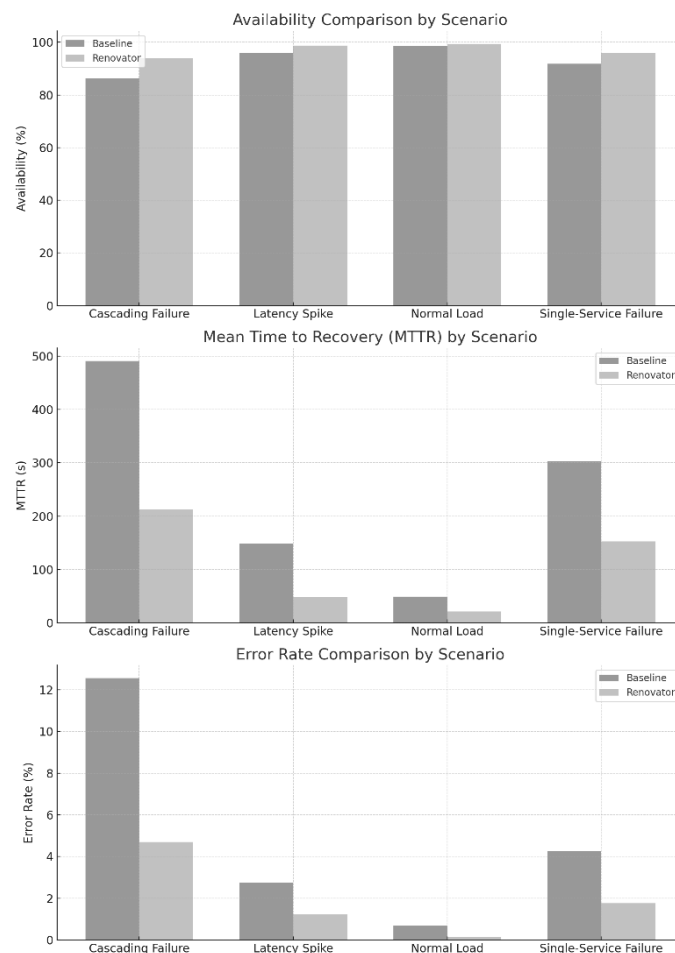 Availability Comparison by Scenario
Baseline
Renovator
100
80
60
40
20
0
Availability (%)
Cascading Failure
Latency Spike
Normal Load
Single-Service Failure
Mean Time to Recovery (MTTR) by Scenario
Baseline
Renovator
500
400
300
200
100
0
MTTR (s)
Cascading Failure
Latency Spike
Normal Load
Single-Service Failure
Error Rate Comparison by Scenario
Baseline
Renovator
12
10
8
6
4
2
0
Error Rate (%)
Cascading Failure
Latency Spike
Normal Load
Single-Service Failure